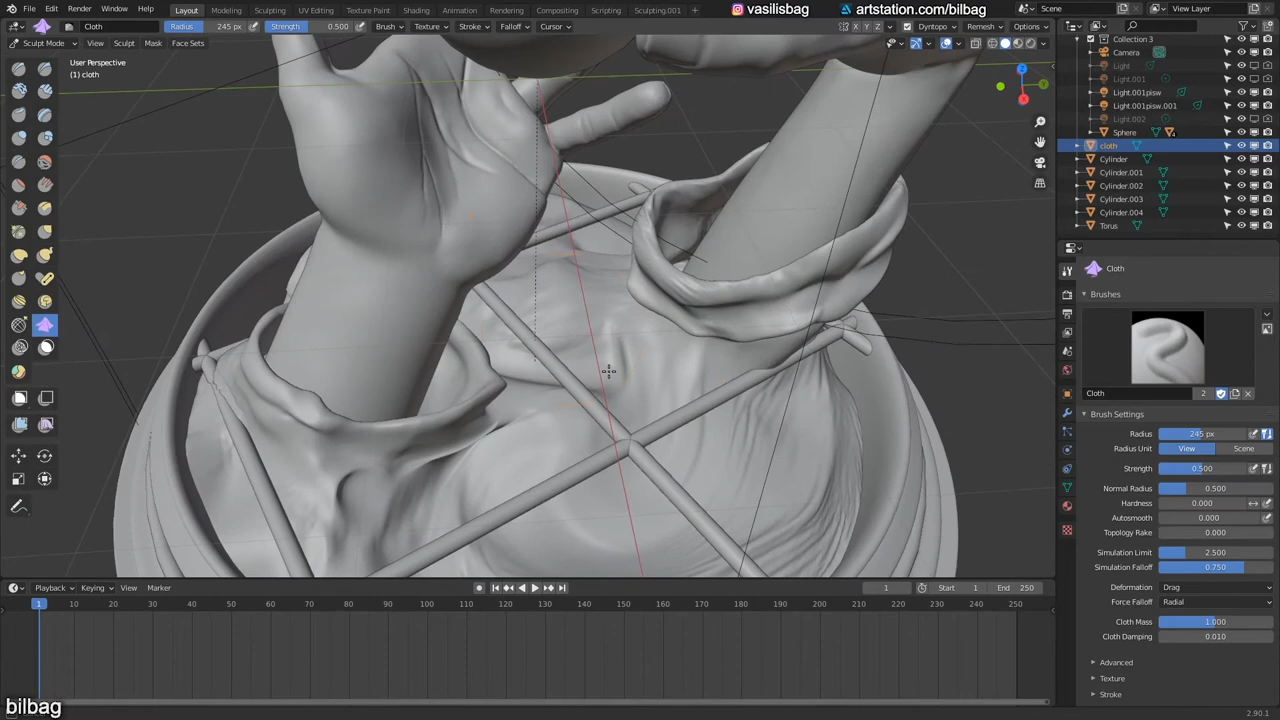 File Edit Render Window Help Layout Modeling Sculpting UV Editing Texture Paint Shading Animation Rendering Compositing Scripting Sculpting.001 vasilisbag artstation.com/bilbag Scene View Layer
Cloth Radius 245 px Strength 0.500 Brush Texture Stroke Falloff Cursor X Y Z Dyntopo Remesh Options
Sculpt Mode View Sculpt Mask Face Sets
User Perspective
(1) cloth
Z
Y
X
Collection 3
Camera
Light
Light.001
Light.001pisw
Light.001pisw.001
Light.002
Sphere 4
cloth
Cylinder
Cylinder.001
Cylinder.002
Cylinder.003
Cylinder.004
Torus
Cloth
Brushes
Cloth 2
Brush Settings
Radius 245 px
Radius Unit View Scene
Strength 0.500
Normal Radius 0.500
Hardness 0.000
Autosmooth 0.000
Topology Rake 0.000
Simulation Limit 2.500
Simulation Falloff 0.750
Deformation Drag
Force Falloff Radial
Cloth Mass 1.000
Cloth Damping 0.010
Advanced
Texture
Stroke
Playback Keying View Marker 1 Start 1 End 250
1 10 20 30 40 50 60 70 80 90 100 110 120 130 140 150 160 170 180 190 200 210 220 230 240 250
bilbag
2.90.1